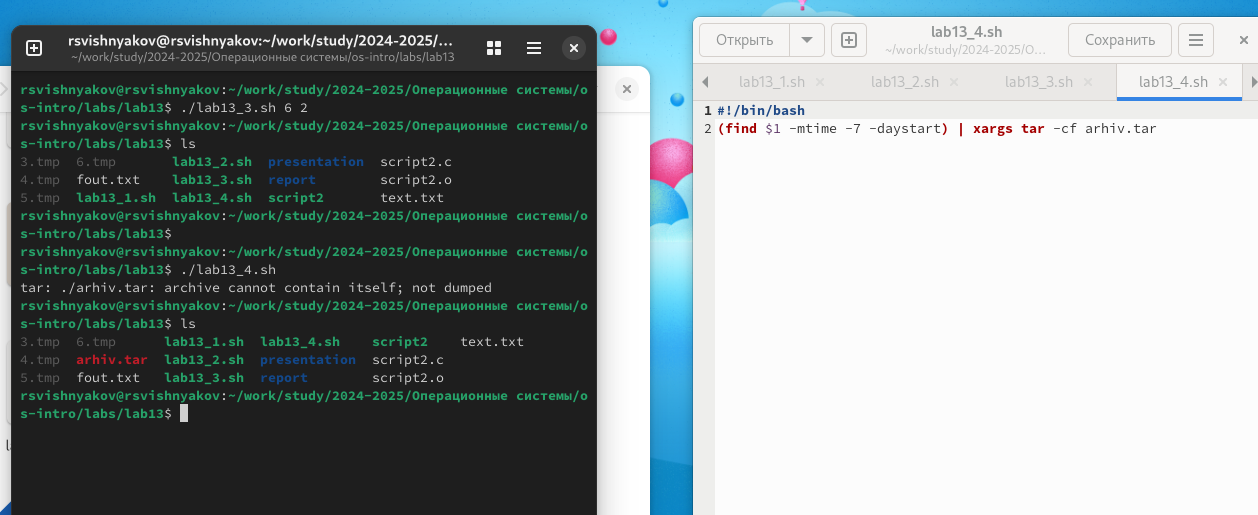 rsvishnyakov@rsvishnyakov:~/work/study/2024-2025/...
~/work/study/2024-2025/Операционные системы/os-intro/labs/lab13
rsvishnyakov@rsvishnyakov:~/work/study/2024-2025/Операционные системы/o
s-intro/labs/lab13$ ./lab13_3.sh 6 2
rsvishnyakov@rsvishnyakov:~/work/study/2024-2025/Операционные системы/o
s-intro/labs/lab13$ ls
3.tmp 6.tmp lab13_2.sh presentation script2.c
4.tmp fout.txt lab13_3.sh report script2.o
5.tmp lab13_1.sh lab13_4.sh script2 text.txt
rsvishnyakov@rsvishnyakov:~/work/study/2024-2025/Операционные системы/o
s-intro/labs/lab13$
rsvishnyakov@rsvishnyakov:~/work/study/2024-2025/Операционные системы/o
s-intro/labs/lab13$ ./lab13_4.sh
tar: ./arhiv.tar: archive cannot contain itself; not dumped
rsvishnyakov@rsvishnyakov:~/work/study/2024-2025/Операционные системы/o
s-intro/labs/lab13$ ls
3.tmp 6.tmp lab13_1.sh lab13_4.sh script2 text.txt
4.tmp arhiv.tar lab13_2.sh presentation script2.c
5.tmp fout.txt lab13_3.sh report script2.o
rsvishnyakov@rsvishnyakov:~/work/study/2024-2025/Операционные системы/o
s-intro/labs/lab13$
Открыть
lab13_4.sh
~/work/study/2024-2025/О...
Сохранить
lab13_1.sh lab13_2.sh lab13_3.sh lab13_4.sh
1 #!/bin/bash
2 (find $1 -mtime -7 -daystart) | xargs tar -cf arhiv.tar